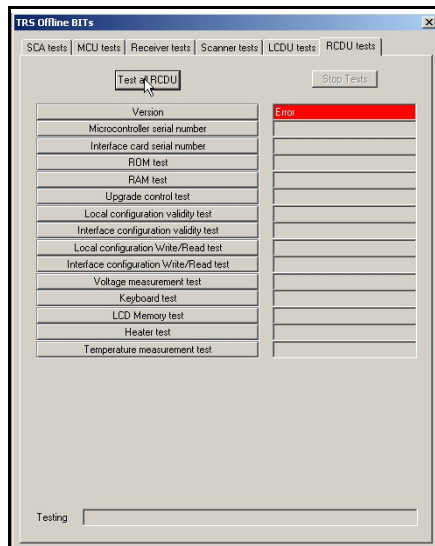 TRS Offline BITs
SCA tests MCU tests Receiver tests Scanner tests LCDU tests RCDU tests
Test all RCDU Stop Tests
Version Error
Microcontroller serial number
Interface card serial number
ROM test
RAM test
Upgrade control test
Local configuration validity test
Interface configuration validity test
Local configuration Write/Read test
Interface configuration Write/Read test
Voltage measurement test
Keyboard test
LCD Memory test
Heater test
Temperature measurement test
Testing